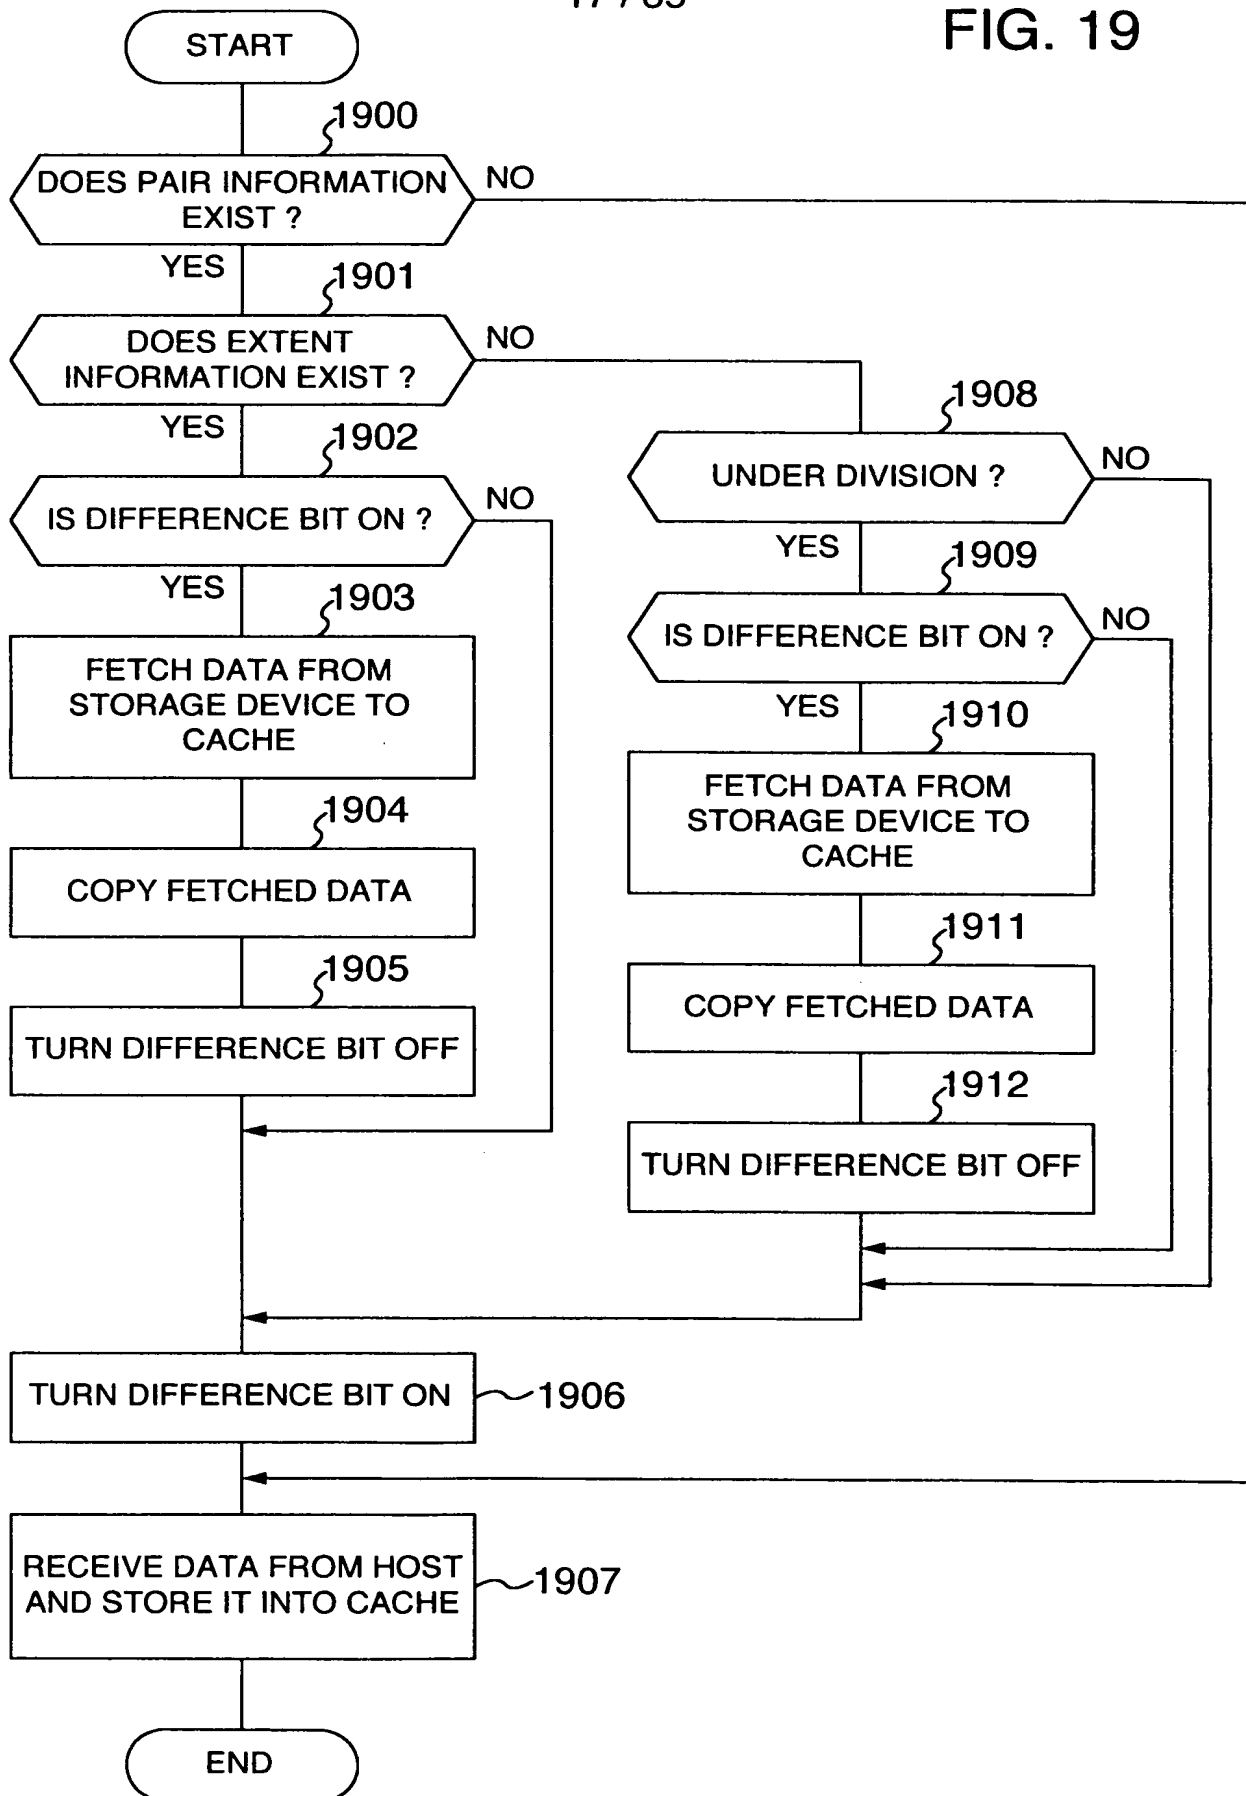 17 / 35
FIG. 19
START
1900
DOES PAIR INFORMATION
EXIST ?
NO
YES
1901
DOES EXTENT
INFORMATION EXIST ?
NO
YES
1902
IS DIFFERENCE BIT ON ?
NO
YES
1903
FETCH DATA FROM
STORAGE DEVICE TO
CACHE
1904
COPY FETCHED DATA
1905
TURN DIFFERENCE BIT OFF
1908
UNDER DIVISION ?
NO
YES
1909
IS DIFFERENCE BIT ON ?
NO
YES
1910
FETCH DATA FROM
STORAGE DEVICE TO
CACHE
1911
COPY FETCHED DATA
1912
TURN DIFFERENCE BIT OFF
TURN DIFFERENCE BIT ON
1906
RECEIVE DATA FROM HOST
AND STORE IT INTO CACHE
1907
END